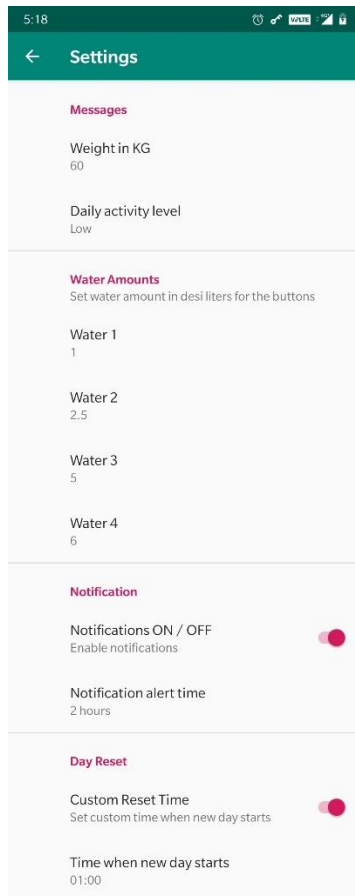 5:18
VoLTE 4G
Settings
Messages
Weight in KG
60
Daily activity level
Low
Water Amounts
Set water amount in desi liters for the buttons
Water 1
1
Water 2
2.5
Water 3
5
Water 4
6
Notification
Notifications ON / OFF
Enable notifications
Notification alert time
2 hours
Day Reset
Custom Reset Time
Set custom time when new day starts
Time when new day starts
01:00